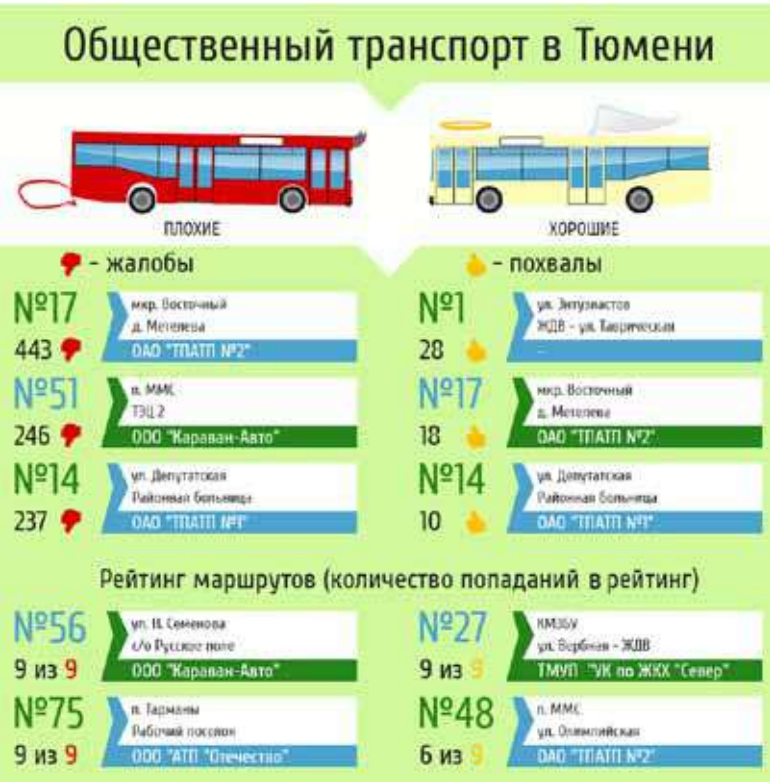 Общественный транспорт в Тюмени
ПЛОХИЕ
- жалобы
№17
443
мкр. Восточный
д. Метелева
ОАО "ТПАТП №2"
№51
246
п. ММС
ТЭЦ 2
ООО "Караван-Авто"
№14
237
ул. Депутатская
Районная больница
ОАО "ТПАТП №1"
ХОРОШИЕ
- похвалы
№1
28
ул. Энтузиастов
ЖДВ - ул. Таврическая
-
№17
18
мкр. Восточный
д. Метелева
ОАО "ТПАТП №2"
№14
10
ул. Депутатская
Районная больница
ОАО "ТПАТП №1"
Рейтинг маршрутов (количество попаданий в рейтинг)
№56
9 из 9
ул. Н. Семенова
с/о Русское поле
ООО "Караван-Авто"
№75
9 из 9
п. Тарманы
Рабочий поселок
ООО "АТП "Отечество"
№27
9 из 9
КМЗБУ
ул. Вербная - ЖДВ
ТМУП "УК по ЖКХ "Север"
№48
6 из 9
п. ММС
ул. Олимпийская
ОАО "ТПАТП №2"